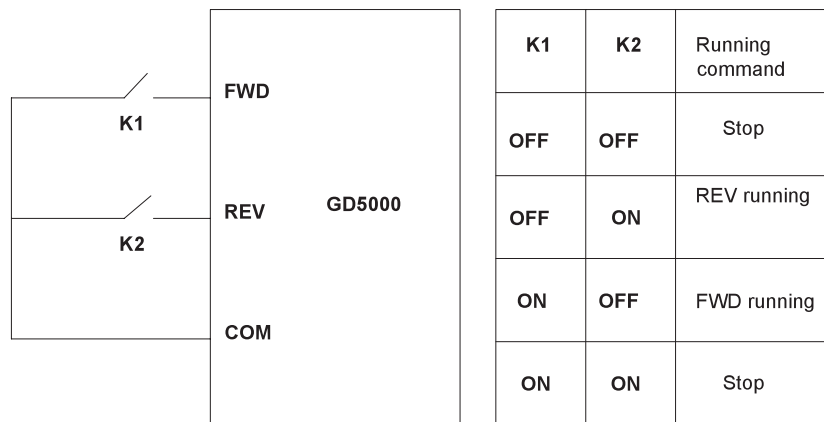 FWD
K1
REV
GD5000
K2
COM
K1 K2 Running
command
OFF OFF Stop
OFF ON REV running
ON OFF FWD running
ON ON Stop